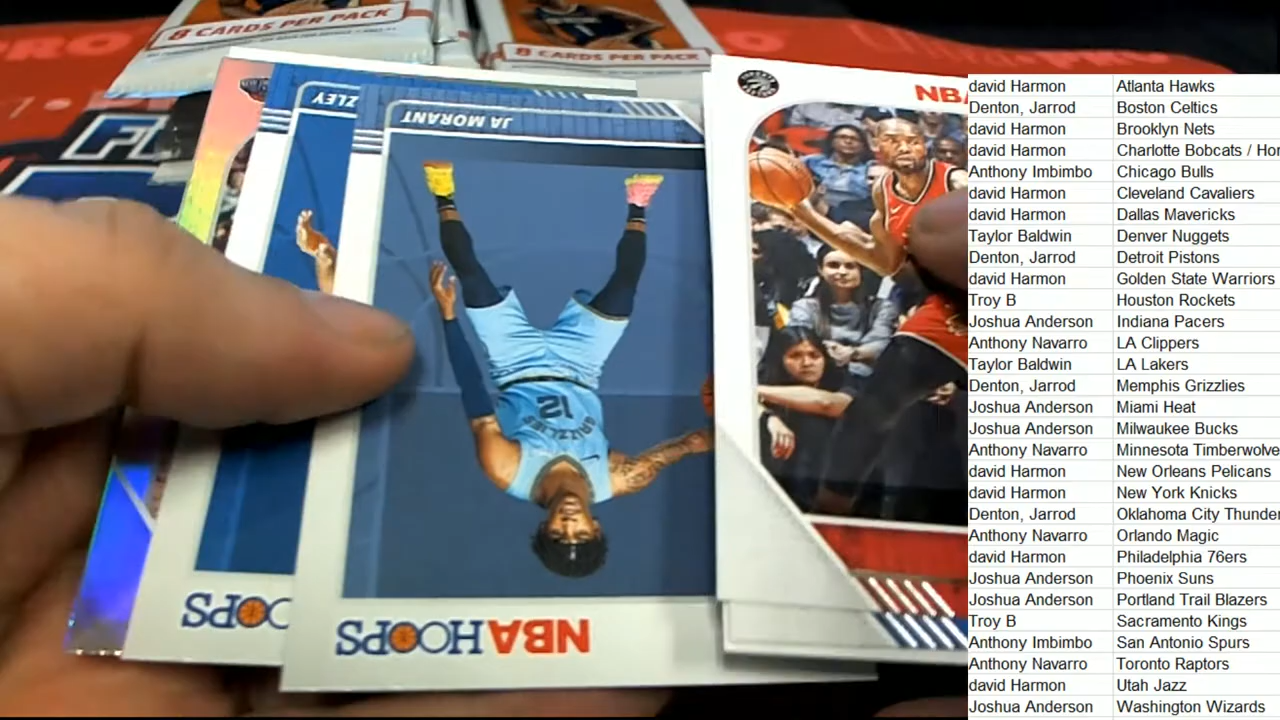 8 CARDS PER PACK
8 CARDS PER PACK
PRO
ZLEY
JA MORANT
12
GRIZZLIES
NBA HOOPS
OOPS
NBA
david Harmon Atlanta Hawks
Denton, Jarrod Boston Celtics
david Harmon Brooklyn Nets
david Harmon Charlotte Bobcats / Hor
Anthony Imbimbo Chicago Bulls
david Harmon Cleveland Cavaliers
david Harmon Dallas Mavericks
Taylor Baldwin Denver Nuggets
Denton, Jarrod Detroit Pistons
david Harmon Golden State Warriors
Troy B Houston Rockets
Joshua Anderson Indiana Pacers
Anthony Navarro LA Clippers
Taylor Baldwin LA Lakers
Denton, Jarrod Memphis Grizzlies
Joshua Anderson Miami Heat
Joshua Anderson Milwaukee Bucks
Anthony Navarro Minnesota Timberwolve
david Harmon New Orleans Pelicans
david Harmon New York Knicks
Denton, Jarrod Oklahoma City Thunder
Anthony Navarro Orlando Magic
david Harmon Philadelphia 76ers
Joshua Anderson Phoenix Suns
Joshua Anderson Portland Trail Blazers
Troy B Sacramento Kings
Anthony Imbimbo San Antonio Spurs
Anthony Navarro Toronto Raptors
david Harmon Utah Jazz
Joshua Anderson Washington Wizards